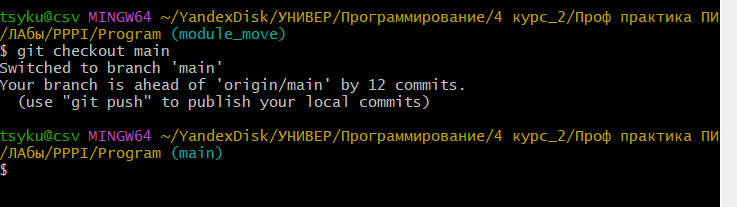 tsyku@csv MINGW64 ~/YandexDisk/УНИВЕР/Программирование/4 курс_2/Проф практика ПИ
/ЛАбы/PPPI/Program (module_move)
$ git checkout main
Switched to branch 'main'
Your branch is ahead of 'origin/main' by 12 commits.
  (use "git push" to publish your local commits)
tsyku@csv MINGW64 ~/YandexDisk/УНИВЕР/Программирование/4 курс_2/Проф практика ПИ
/ЛАбы/PPPI/Program (main)
$